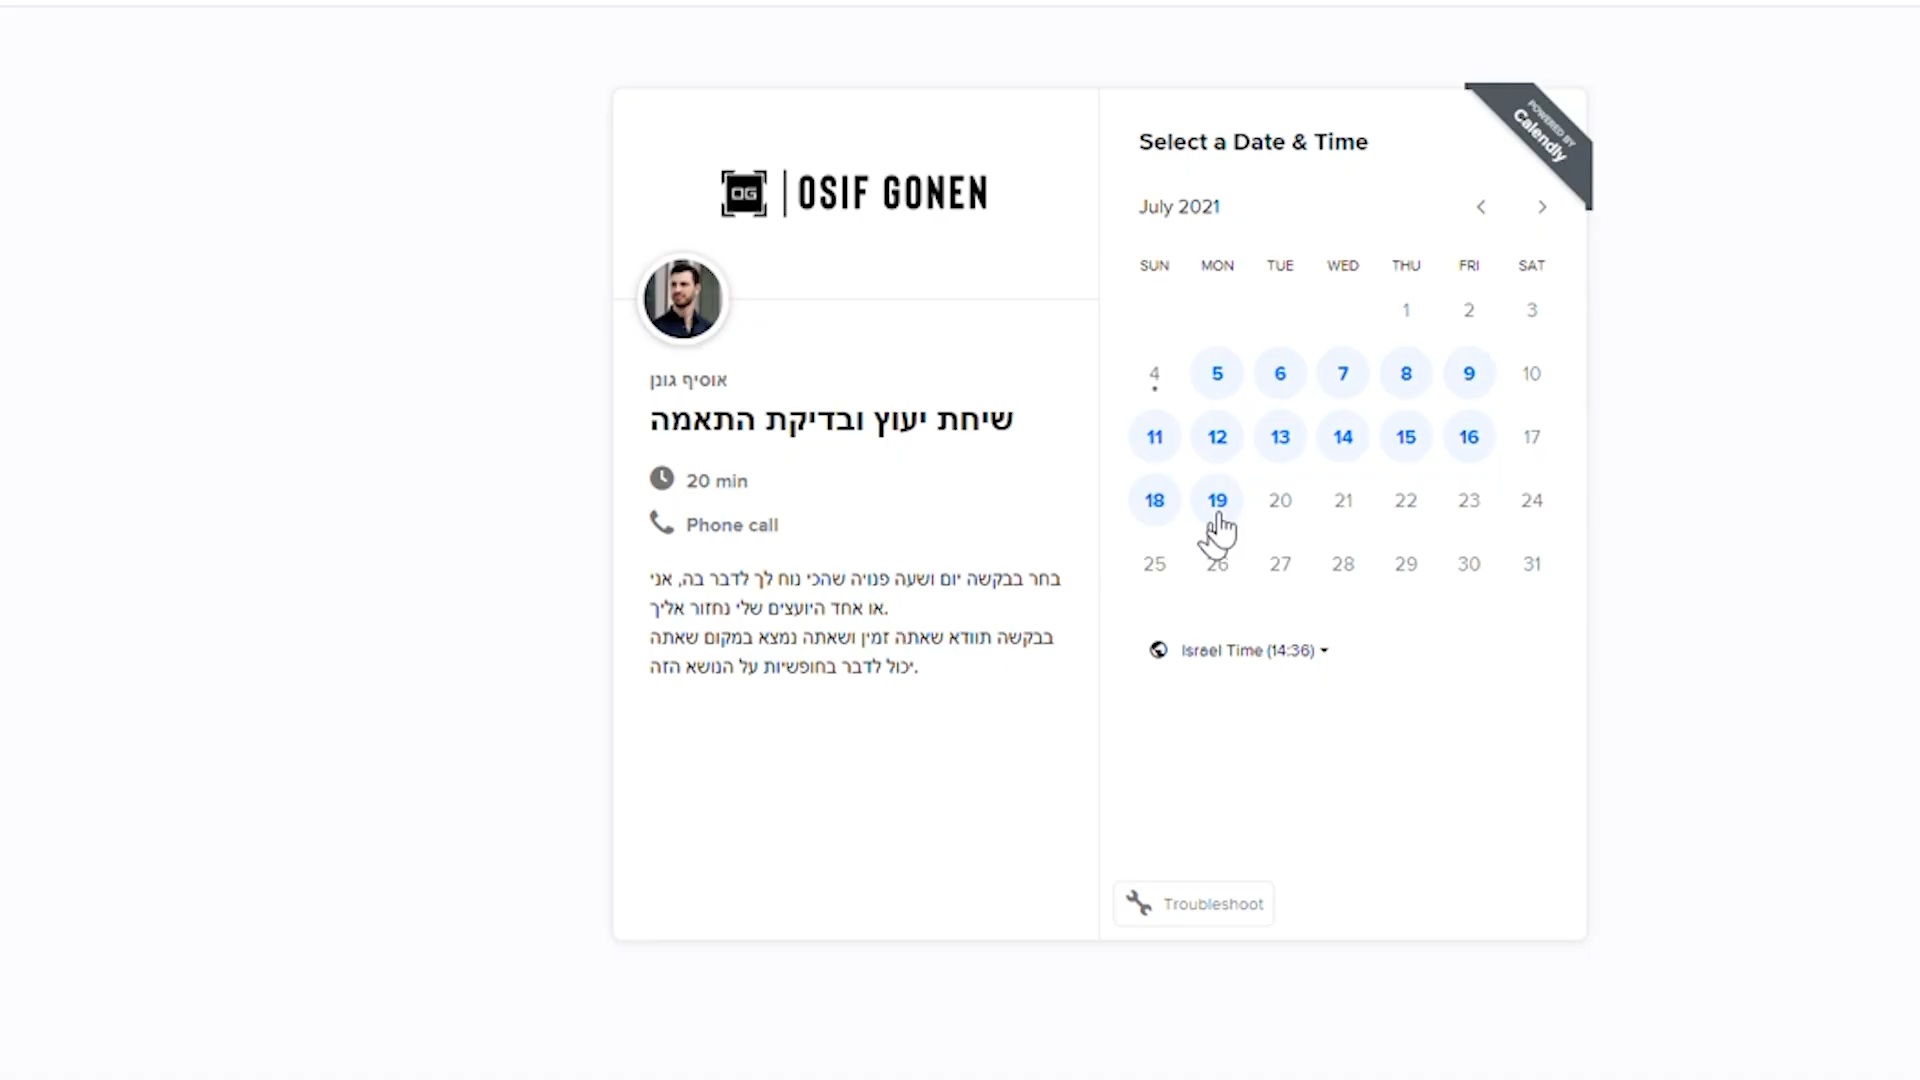 OG | OSIF GONEN
אוסיף גונן
שיחת יעוץ ובדיקת התאמה
20 min
Phone call
בחר בבקשה יום ושעה פנויה שהכי נוח לך לדבר בה, אני
או אחד היועצים שלי נחזור אליך.
בבקשה תוודא שאתה זמין ושאתה נמצא במקום שאתה
יכול לדבר בחופשיות על הנושא הזה.
POWERED BY
Calendly
Select a Date & Time
July 2021
SUN MON TUE WED THU FRI SAT
1 2 3
4 5 6 7 8 9 10
11 12 13 14 15 16 17
18 19 20 21 22 23 24
25 26 27 28 29 30 31
Israel Time (14:36)
Troubleshoot